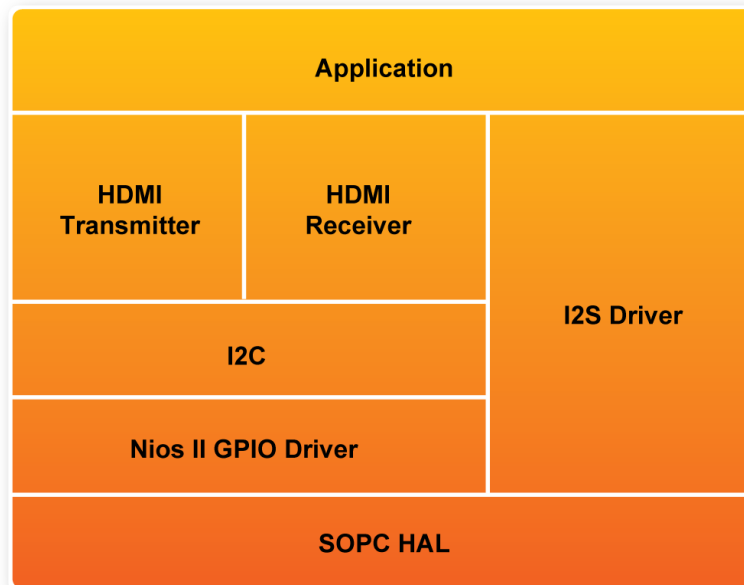 Application
HDMI
Transmitter
HDMI
Receiver
I2S Driver
I2C
Nios II GPIO Driver
SOPC HAL